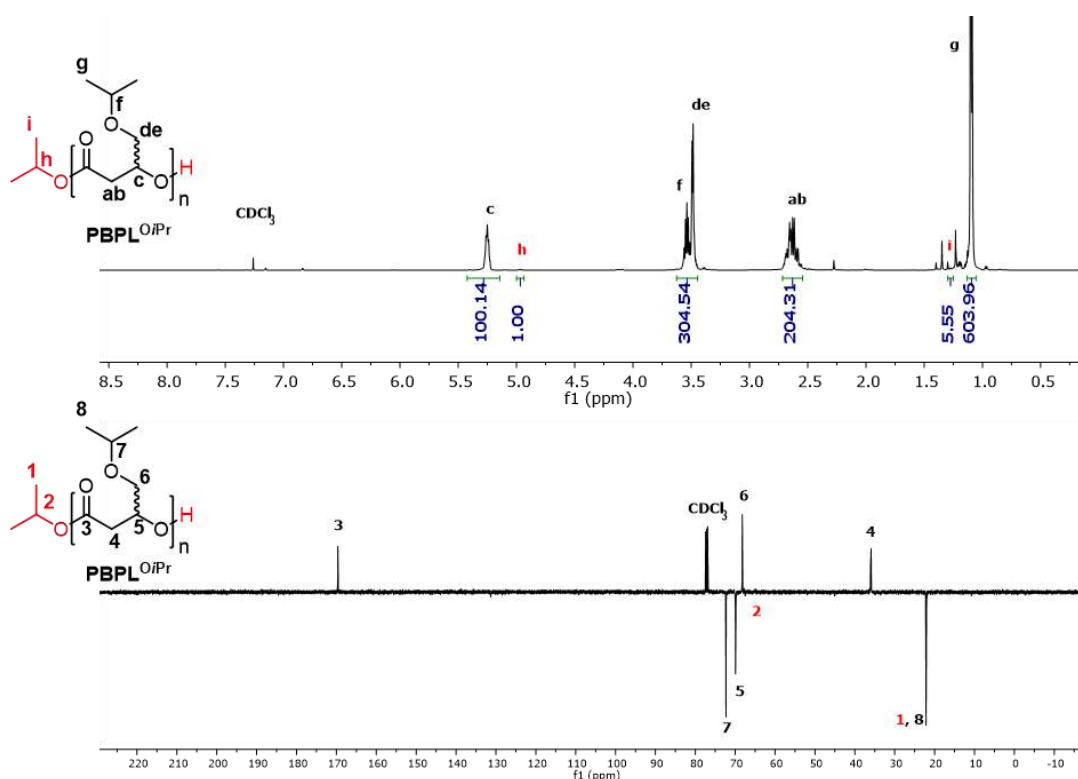 g
f
O
i
de
O
h
H
O
c
O
n
ab
PBPL^OiPr
CDCl₃
c
h
f
de
ab
i
g
100.14
1.00
304.54
204.31
5.55
603.96
8.5 8.0 7.5 7.0 6.5 6.0 5.5 5.0 4.5 4.0 3.5 3.0 2.5 2.0 1.5 1.0 0.5
f1 (ppm)
8
7
O
6
1
O
2
H
O
3
5
O
n
4
PBPL^OiPr
3
CDCl₃
6
4
2
5
7
1, 8
220 210 200 190 180 170 160 150 140 130 120 110 100 90 80 70 60 50 40 30 20 10 0 -10
f1 (ppm)